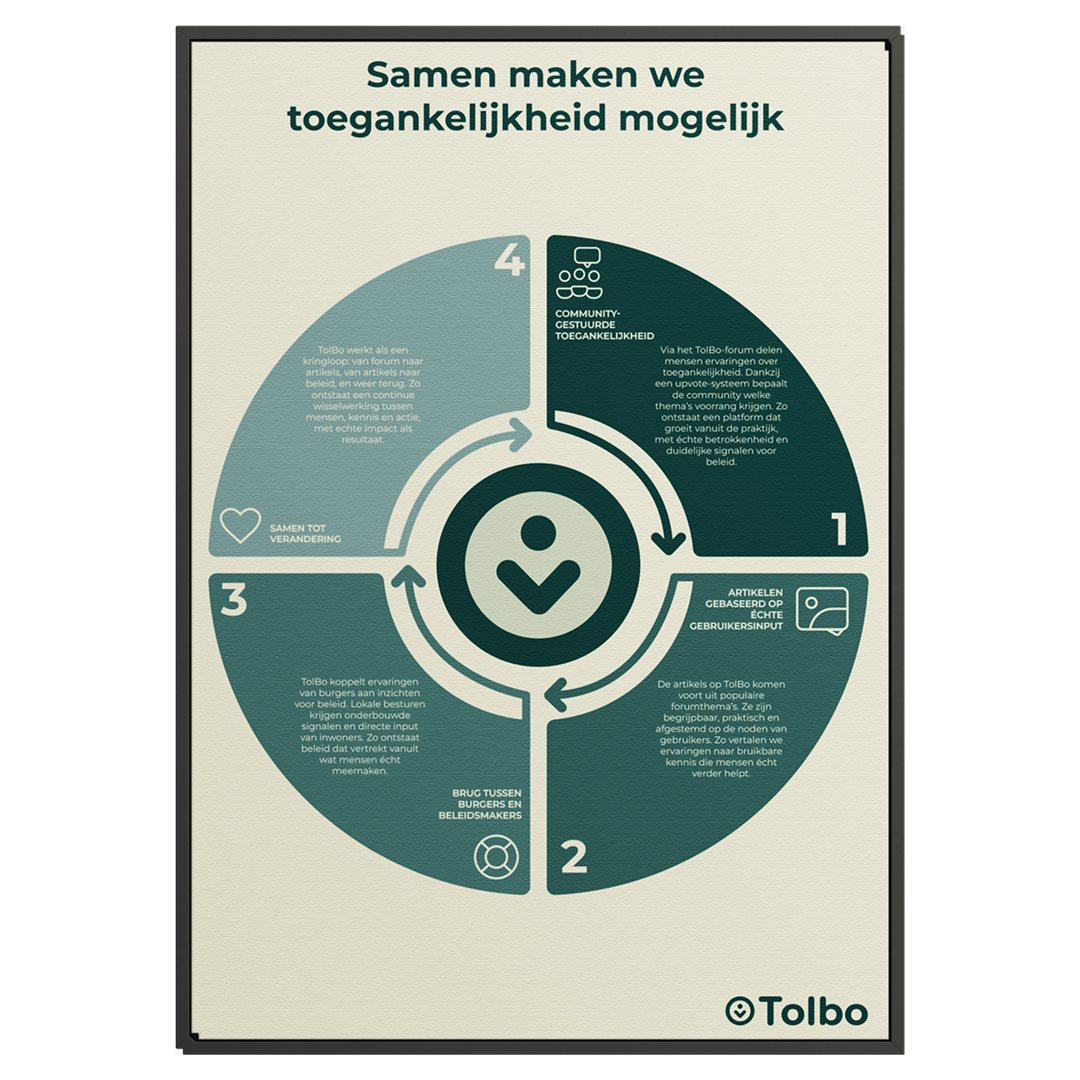 Samen maken we
toegankelijkheid mogelijk
1
COMMUNITY-
GESTUURDE
TOEGANKELIJKHEID
Via het TolBo-forum delen
mensen ervaringen over
toegankelijkheid. Dankzij
een upvote-systeem bepaalt
de community welke
thema's voorrang krijgen. Zo
ontstaat een platform dat
groeit vanuit de praktijk,
met échte betrokkenheid en
duidelijke signalen voor
beleid.
2
ARTIKELEN
GEBASEERD OP
ÉCHTE
GEBRUIKERSINPUT
De artikels op TolBo komen
voort uit populaire
forumthema's. Ze zijn
begrijpbaar, praktisch en
afgestemd op de noden van
gebruikers. Zo vertalen we
ervaringen naar bruikbare
kennis die mensen écht
verder helpt.
3
TolBo koppelt ervaringen
van burgers aan inzichten
voor beleid. Lokale besturen
krijgen onderbouwde
signalen en directe input
van inwoners. Zo ontstaat
beleid dat vertrekt vanuit
wat mensen écht
meemaken.
BRUG TUSSEN
BURGERS EN
BELEIDSMAKERS
4
TolBo werkt als een
kringloop: van forum naar
artikels, van artikels naar
beleid, en weer terug. Zo
ontstaat een continue
wisselwerking tussen
mensen, kennis en actie,
met echte impact als
resultaat.
SAMEN TOT
VERANDERING
Tolbo